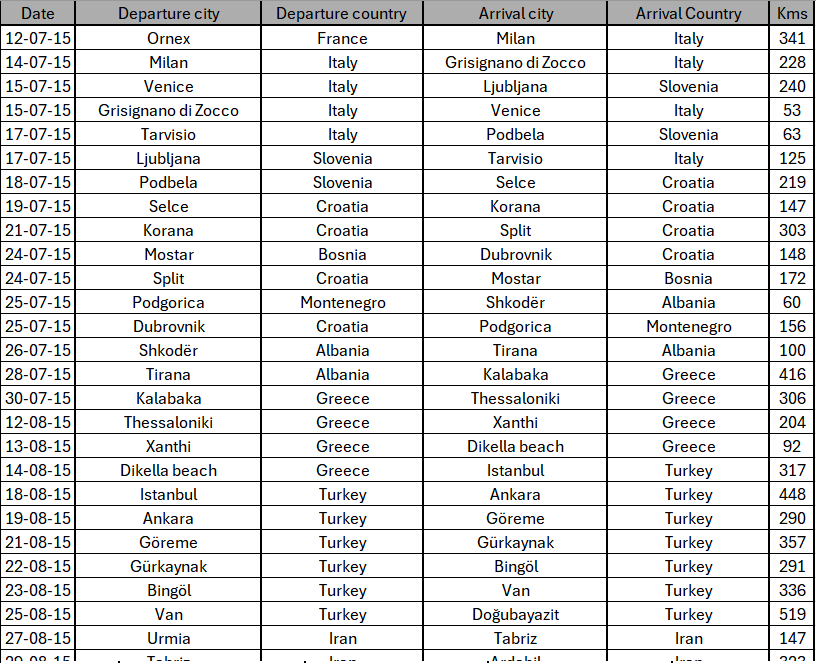 Date Departure city Departure country Arrival city Arrival Country Kms
12-07-15 Ornex France Milan Italy 341
14-07-15 Milan Italy Grisignano di Zocco Italy 228
15-07-15 Venice Italy Ljubljana Slovenia 240
15-07-15 Grisignano di Zocco Italy Venice Italy 53
17-07-15 Tarvisio Italy Podbela Slovenia 63
17-07-15 Ljubljana Slovenia Tarvisio Italy 125
18-07-15 Podbela Slovenia Selce Croatia 219
19-07-15 Selce Croatia Korana Croatia 147
21-07-15 Korana Croatia Split Croatia 303
24-07-15 Mostar Bosnia Dubrovnik Croatia 148
24-07-15 Split Croatia Mostar Bosnia 172
25-07-15 Podgorica Montenegro Shkodër Albania 60
25-07-15 Dubrovnik Croatia Podgorica Montenegro 156
26-07-15 Shkodër Albania Tirana Albania 100
28-07-15 Tirana Albania Kalabaka Greece 416
30-07-15 Kalabaka Greece Thessaloniki Greece 306
12-08-15 Thessaloniki Greece Xanthi Greece 204
13-08-15 Xanthi Greece Dikella beach Greece 92
14-08-15 Dikella beach Greece Istanbul Turkey 317
18-08-15 Istanbul Turkey Ankara Turkey 448
19-08-15 Ankara Turkey Göreme Turkey 290
21-08-15 Göreme Turkey Gürkaynak Turkey 357
22-08-15 Gürkaynak Turkey Bingöl Turkey 291
23-08-15 Bingöl Turkey Van Turkey 336
25-08-15 Van Turkey Doğubayazit Turkey 519
27-08-15 Urmia Iran Tabriz Iran 147